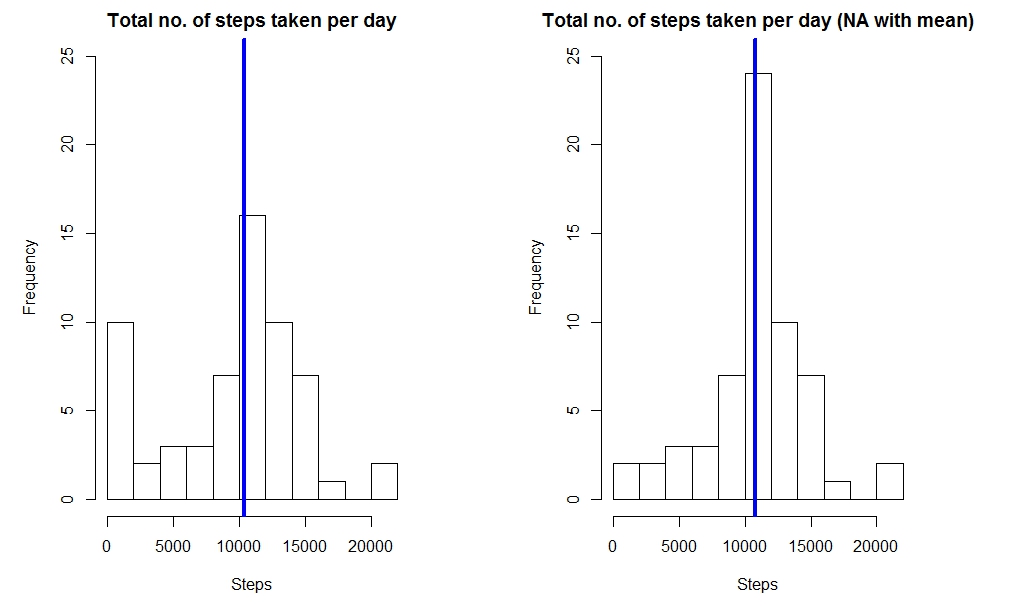 Total no. of steps taken per day
Frequency
25
20
15
10
5
0
0 5000 10000 15000 20000
Steps
Total no. of steps taken per day (NA with mean)
Frequency
25
20
15
10
5
0
0 5000 10000 15000 20000
Steps